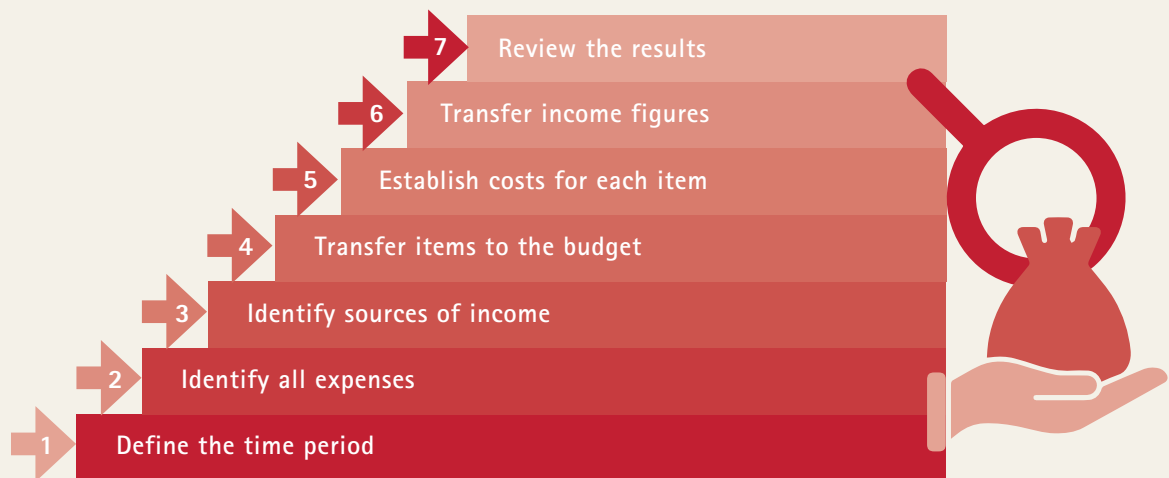 7 Review the results
6 Transfer income figures
5 Establish costs for each item
4 Transfer items to the budget
3 Identify sources of income
2 Identify all expenses
1 Define the time period